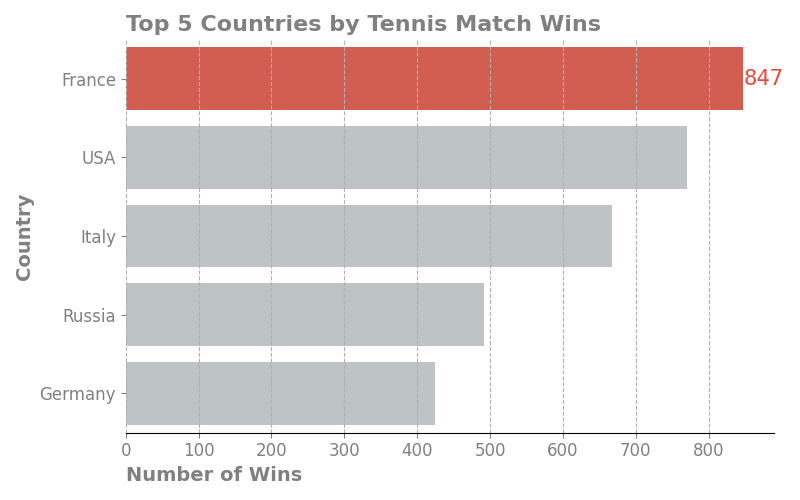 Top 5 Countries by Tennis Match Wins
France
847
USA
Italy
Russia
Germany
Country
0 100 200 300 400 500 600 700 800
Number of Wins